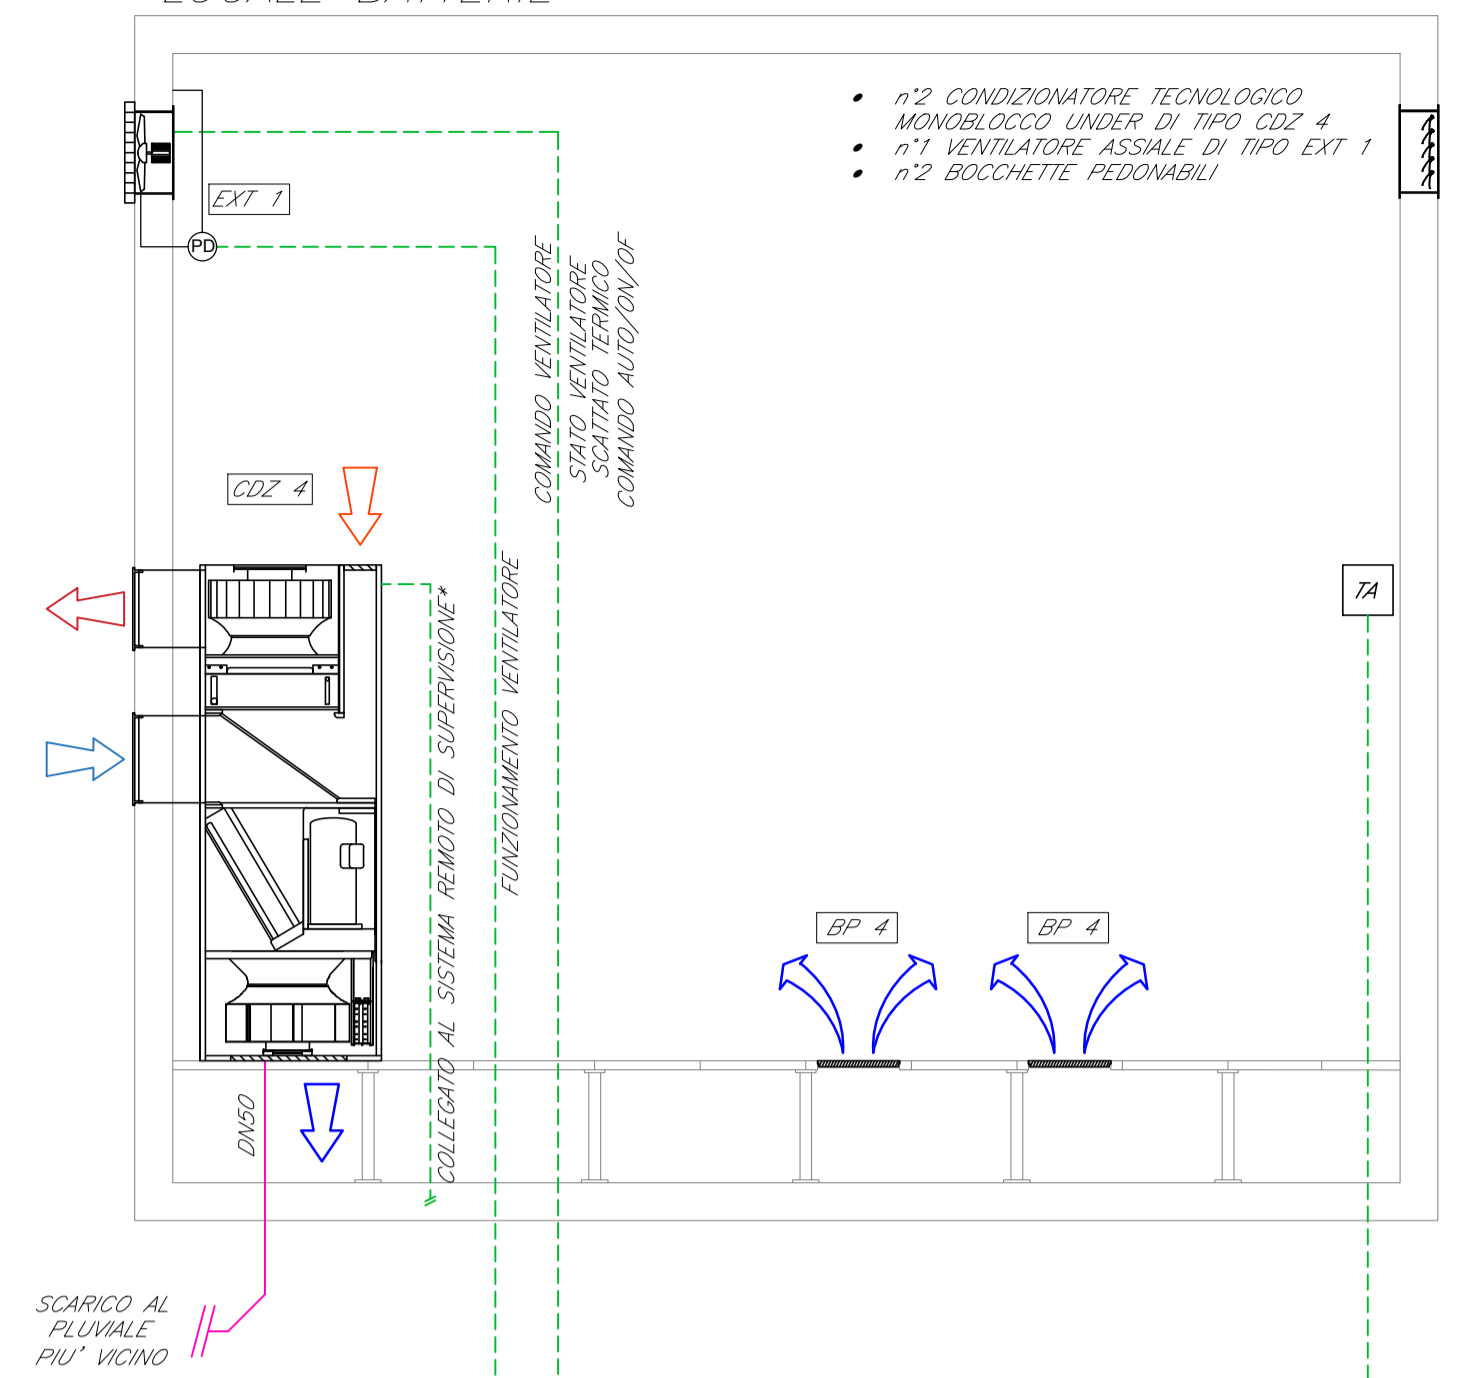 LOCALE BATTERIE
• n°2 CONDIZIONATORE TECNOLOGICO
MONOBLOCCO UNDER DI TIPO CDZ 4
• n°1 VENTILATORE ASSIALE DI TIPO EXT 1
• n°2 BOCCHETTE PEDONABILI
EXT 1
PD
COMANDO VENTILATORE
STATO VENTILATORE
SCATTATO TERMICO
COMANDO AUTO/ON/OF
CDZ 4
FUNZIONAMENTO VENTILATORE
COLLEGATO AL SISTEMA REMOTO DI SUPERVISIONE*
TA
BP 4
BP 4
DN50
SCARICO AL
PLUVIALE
PIU' VICINO